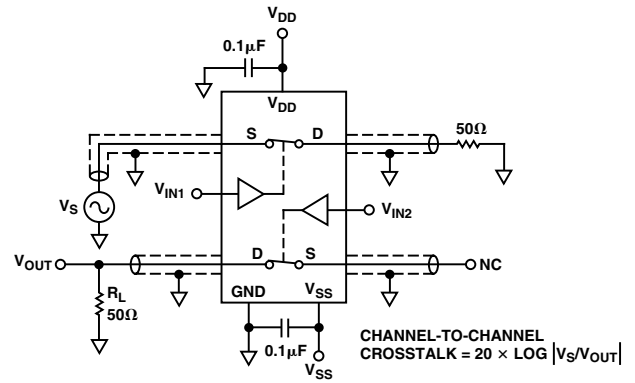 VDD
0.1µF
VDD
S D
50Ω
VS
VIN1
VIN2
VOUT
D S
NC
RL
50Ω
GND
VSS
0.1µF
VSS
CHANNEL-TO-CHANNEL
CROSSTALK = 20 × LOG |VS/VOUT|